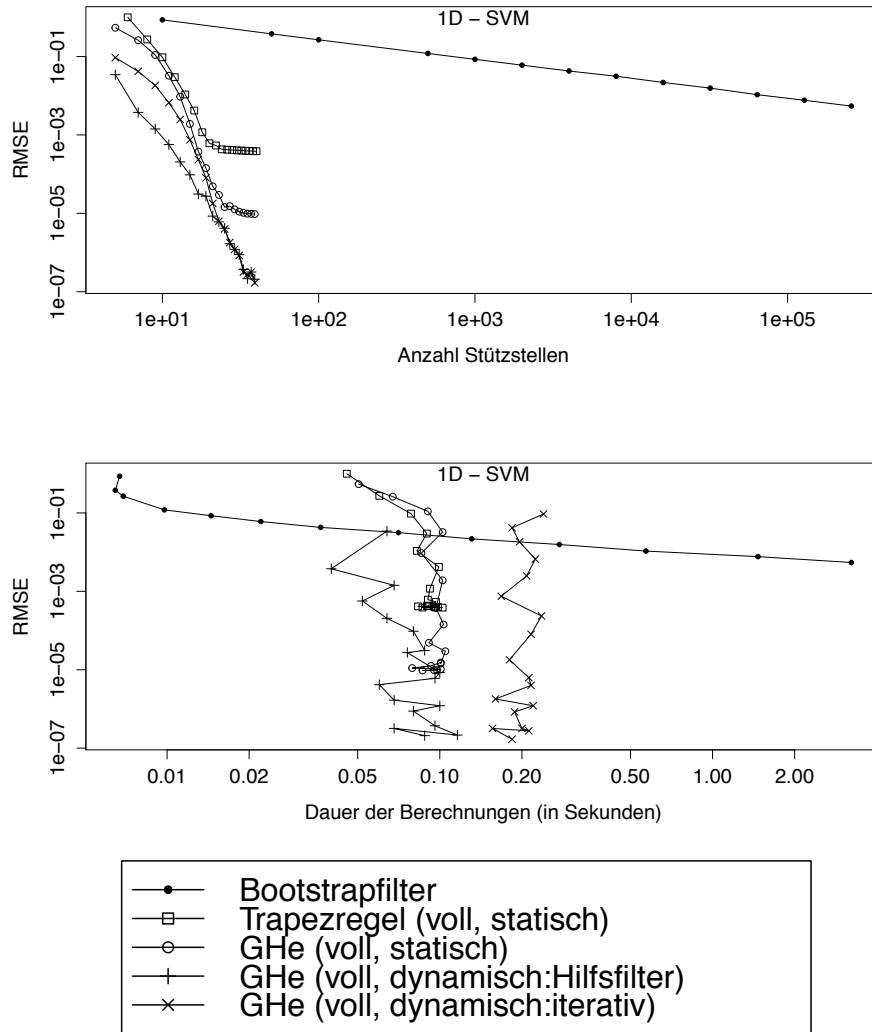 1D − SVM
RMSE
1e−01
1e−03
1e−05
1e−07
1e+01 1e+02 1e+03 1e+04 1e+05
Anzahl Stützstellen
1D − SVM
RMSE
1e−01
1e−03
1e−05
1e−07
0.01 0.02 0.05 0.10 0.20 0.50 1.00 2.00
Dauer der Berechnungen (in Sekunden)
Bootstrapfilter
Trapezregel (voll, statisch)
GHe (voll, statisch)
GHe (voll, dynamisch:Hilfsfilter)
GHe (voll, dynamisch:iterativ)